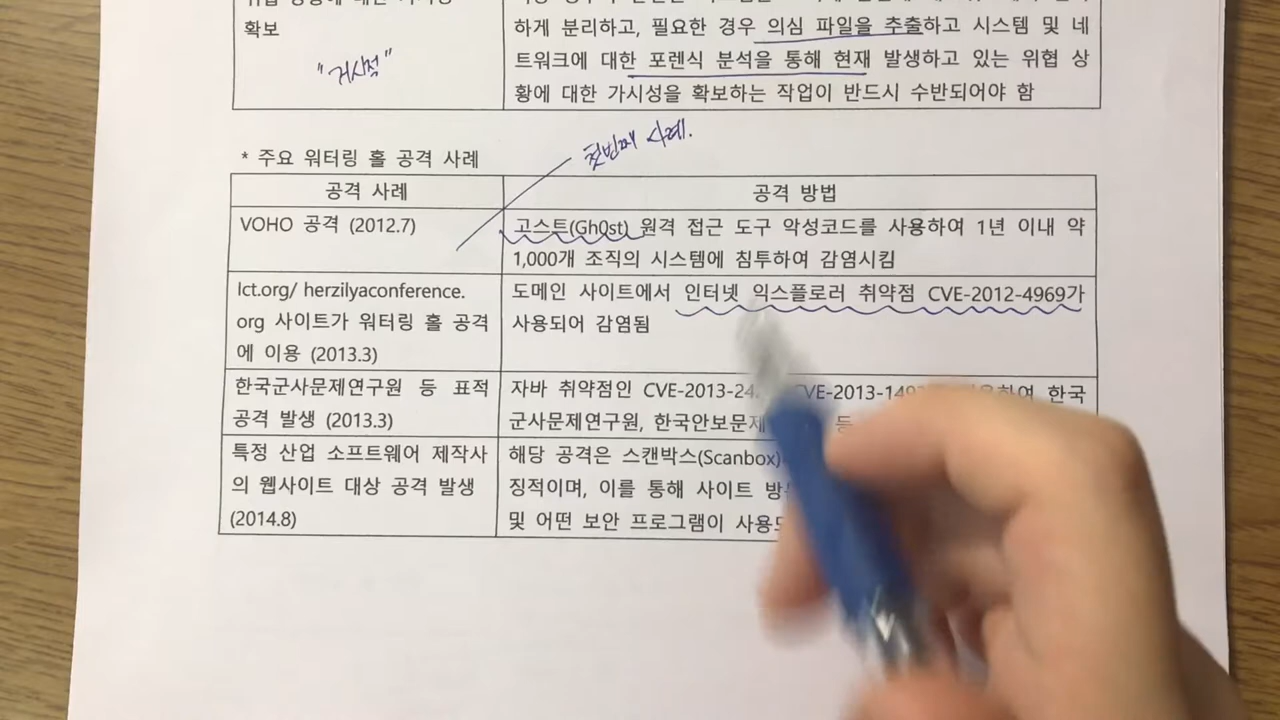 확보
하게 분리하고, 필요한 경우 의심 파일을 추출하고 시스템 및 네
트워크에 대한 포렌식 분석을 통해 현재 발생하고 있는 위협 상
황에 대한 가시성을 확보하는 작업이 반드시 수반되어야 함
"거시적"
첫번째 사례.
* 주요 워터링 홀 공격 사례
공격 사례
공격 방법
VOHO 공격 (2012.7)
고스트(Gh0st) 원격 접근 도구 악성코드를 사용하여 1년 이내 약
1,000개 조직의 시스템에 침투하여 감염시킴
lct.org/ herzilyaconference.
org 사이트가 워터링 홀 공격
에 이용 (2013.3)
도메인 사이트에서 인터넷 익스플로러 취약점 CVE-2012-4969가
사용되어 감염됨
한국군사문제연구원 등 표적
공격 발생 (2013.3)
자바 취약점인 한국
군사문제연구원, 등
특정 산업 소프트웨어 제작사
의 웹사이트 대상 공격 발생
(2014.8)
해당 공격은 스캔박스(Scanbox)
징적이며, 이를 통해 사이트
및 어떤 보안 프로그램이